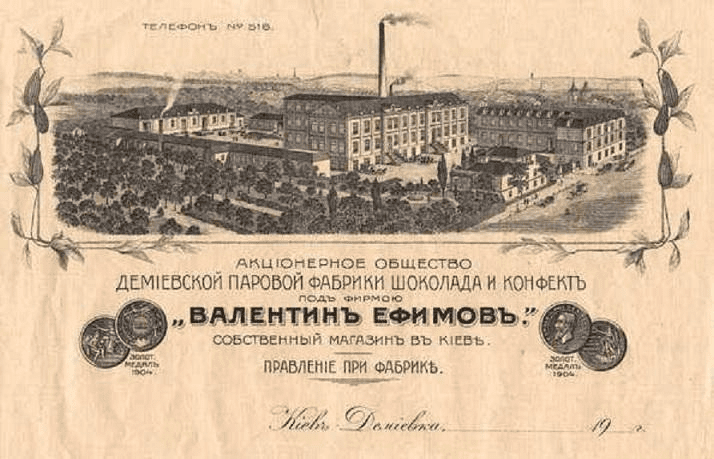 ТЕЛЕФОНЪ № 516.
АКЦІОНЕРНОЕ ОБЩЕСТВО
ДЕМІЕВСКОЙ ПАРОВОЙ ФАБРИКИ ШОКОЛАДА И КОНФЕКТЪ
ПОДЪ ФИРМОЮ
„ВАЛЕНТИНЪ ЕФИМОВЪ.”
СОБСТВЕННЫЙ МАГАЗИНЪ ВЪ КІЕВѢ.
ПРАВЛЕНІЕ ПРИ ФАБРИКѢ.
ЗОЛОТ.
МЕДАЛЬ
1904.
ЗОЛОТ.
МЕДАЛЬ
1904.
Кіевъ-Деміевка, 19 г.